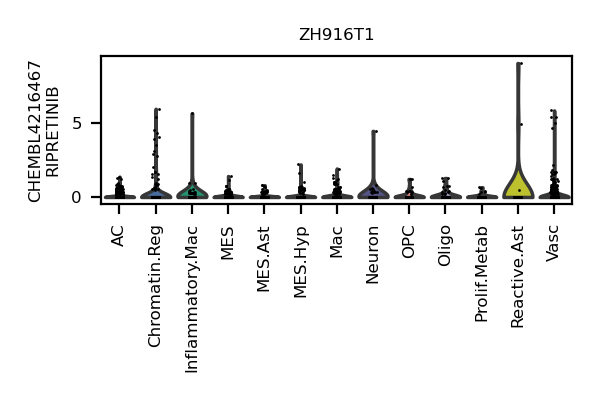 ZH916T1
CHEMBL4216467
RIPRETINIB
5
0
AC
Chromatin.Reg
Inflammatory.Mac
MES
MES.Ast
MES.Hyp
Mac
Neuron
OPC
Oligo
Prolif.Metab
Reactive.Ast
Vasc